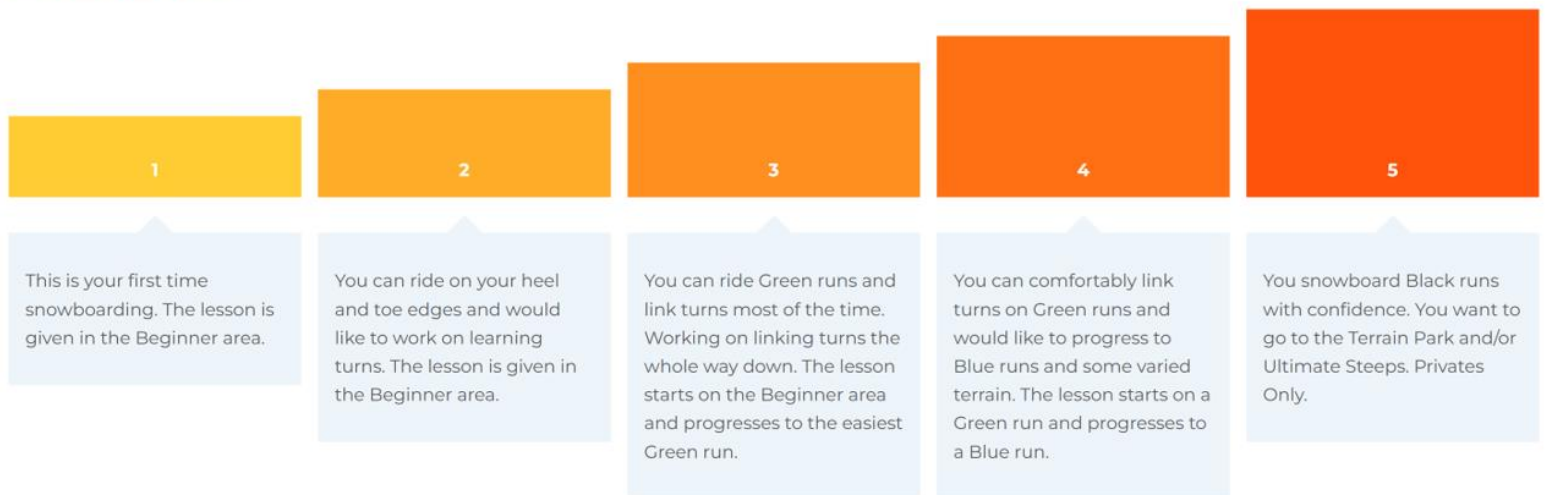 1
This is your first time
snowboarding. The lesson is
given in the Beginner area.
2
You can ride on your heel
and toe edges and would
like to work on learning
turns. The lesson is given in
the Beginner area.
3
You can ride Green runs and
link turns most of the time.
Working on linking turns the
whole way down. The lesson
starts on the Beginner area
and progresses to the easiest
Green run.
4
You can comfortably link
turns on Green runs and
would like to progress to
Blue runs and some varied
terrain. The lesson starts on a
Green run and progresses to
a Blue run.
5
You snowboard Black runs
with confidence. You want to
go to the Terrain Park and/or
Ultimate Steeps. Privates
Only.